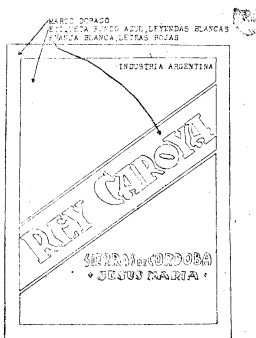 MARCO DORADO
ETIQUETA FONDO AZUL, LEYENDAS BLANCAS
FRANJA BLANCA, LETRAS ROJAS
INDUSTRIA ARGENTINA
REY CAROYA
SIERRAS DE CORDOBA
JESUS MARIA